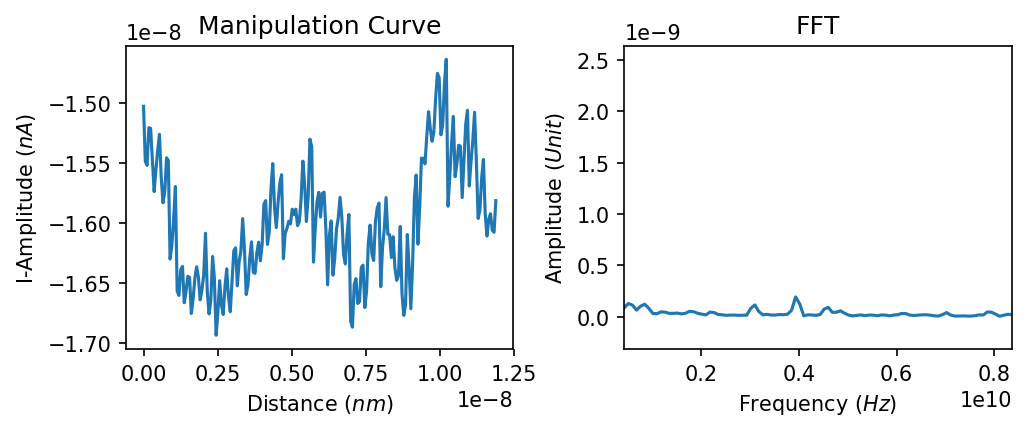 Manipulation Curve
1e−8
I-Amplitude (nA)
−1.50
−1.55
−1.60
−1.65
−1.70
0.00 0.25 0.50 0.75 1.00 1.25
Distance (nm)
1e−8
FFT
1e−9
Amplitude (Unit)
2.5
2.0
1.5
1.0
0.5
0.0
0.2 0.4 0.6 0.8
Frequency (Hz)
1e10